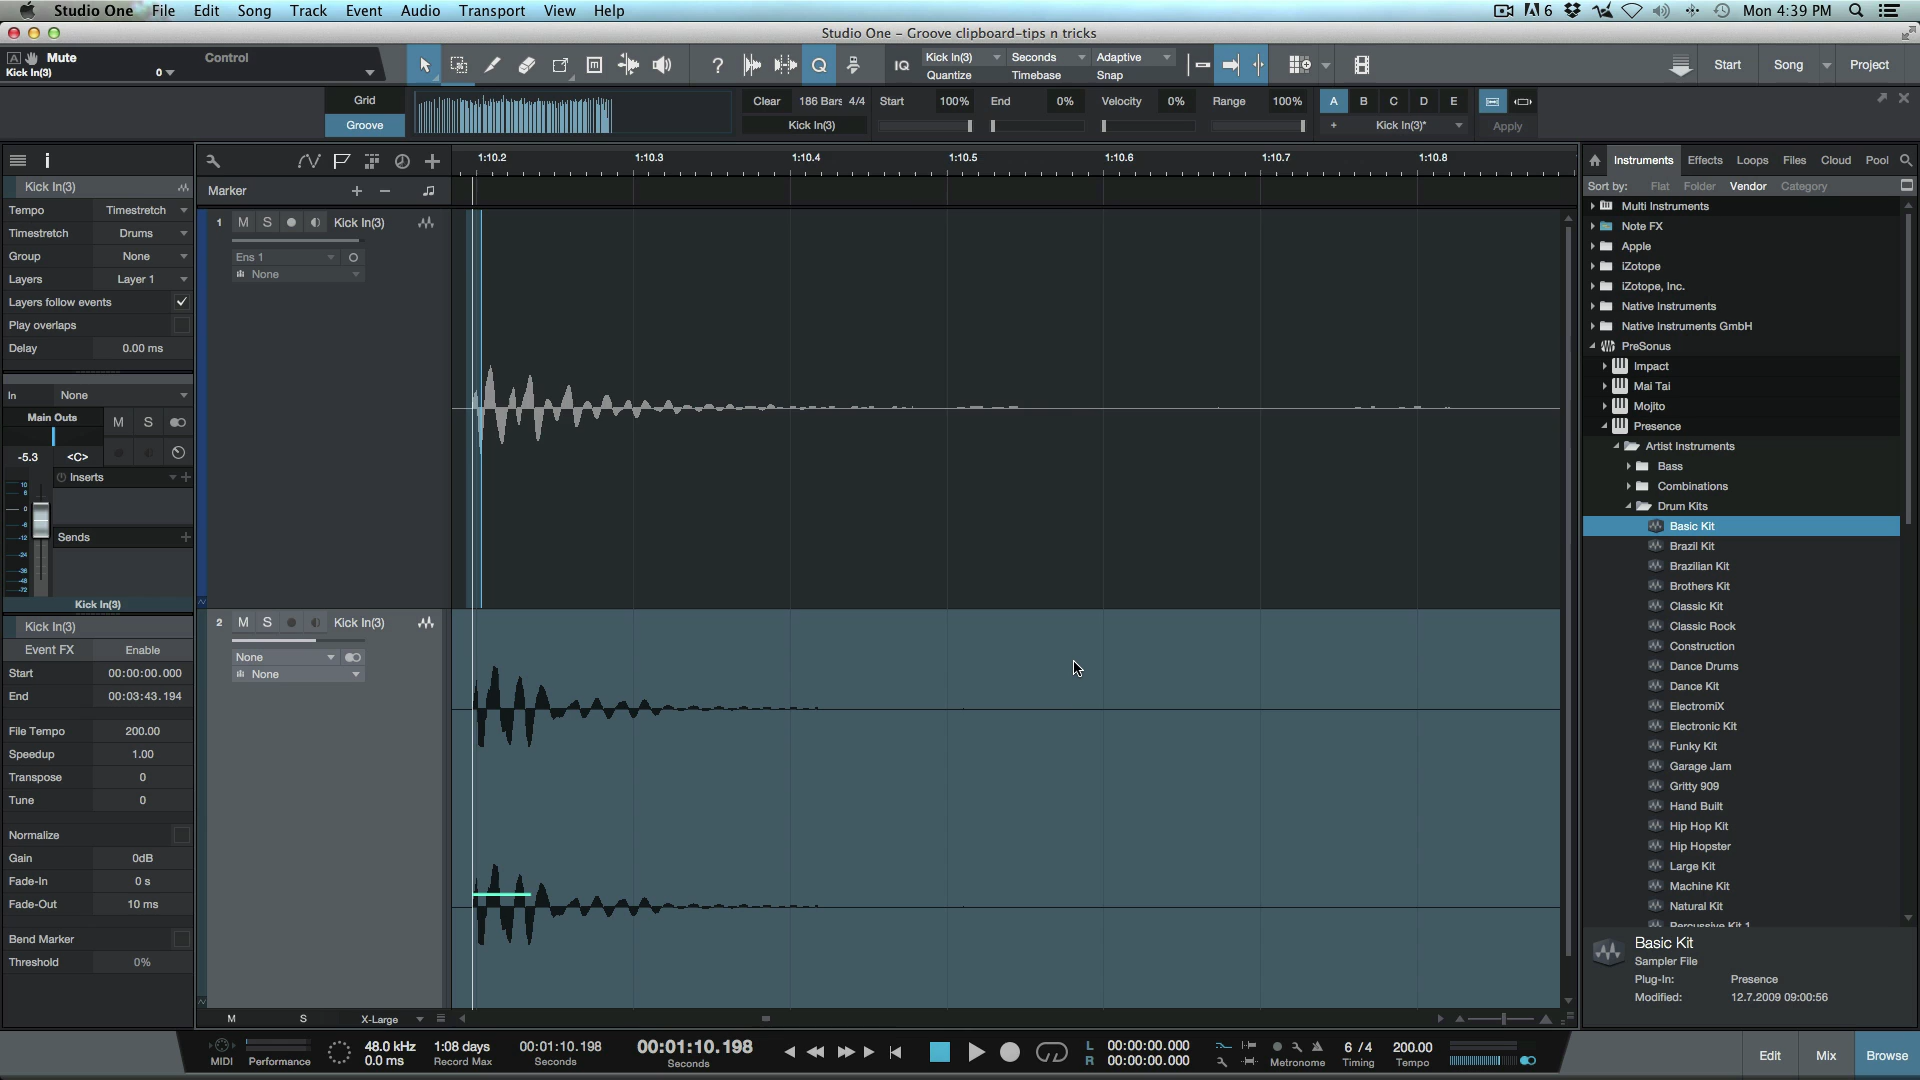 Studio One File Edit Song Track Event Audio Transport View Help
6 Mon 4:39 PM
Studio One - Groove clipboard-tips n tricks
Mute Control
Kick In(3) 0
IQ Kick In(3) Seconds Adaptive
Quantize Timebase Snap
Start Song Project
Grid
Groove
Clear 186 Bars 4/4
Kick In(3)
Start 100% End 0% Velocity 0% Range 100%
A B C D E
+ Kick In(3)* Apply
Kick In(3)
Tempo Timestretch
Timestretch Drums
Group None
Layers Layer 1
Layers follow events
Play overlaps
Delay 0.00 ms
In None
Main Outs M S
-5.3 <C>
Inserts
Sends
10
6
0
-6
-12
-24
-36
-48
-72
Kick In(3)
Kick In(3)
Event FX Enable
Start 00:00:00.000
End 00:03:43.194
File Tempo 200.00
Speedup 1.00
Transpose 0
Tune 0
Normalize
Gain 0dB
Fade-In 0 s
Fade-Out 10 ms
Bend Marker
Threshold 0%
1:10.2 1:10.3 1:10.4 1:10.5 1:10.6 1:10.7 1:10.8
Marker
1 M S Kick In(3)
Ens 1
None
2 M S Kick In(3)
None
None
M S X-Large
Instruments Effects Loops Files Cloud Pool
Sort by: Flat Folder Vendor Category
Multi Instruments
Note FX
Apple
iZotope
iZotope, Inc.
Native Instruments
Native Instruments GmbH
PreSonus
Impact
Mai Tai
Mojito
Presence
Artist Instruments
Bass
Combinations
Drum Kits
Basic Kit
Brazil Kit
Brazilian Kit
Brothers Kit
Classic Kit
Classic Rock
Construction
Dance Drums
Dance Kit
ElectromiX
Electronic Kit
Funky Kit
Garage Jam
Gritty 909
Hand Built
Hip Hop Kit
Hip Hopster
Large Kit
Machine Kit
Natural Kit
Percussive Kit 1
Basic Kit
Sampler File
Plug-In: Presence
Modified: 12.7.2009 09:00:56
MIDI Performance
48.0 kHz
0.0 ms
1:08 days
Record Max
00:01:10.198
Seconds
00:01:10.198
Seconds
L 00:00:00.000
R 00:00:00.000
Metronome
6 / 4
Timing
200.00
Tempo
Edit Mix Browse